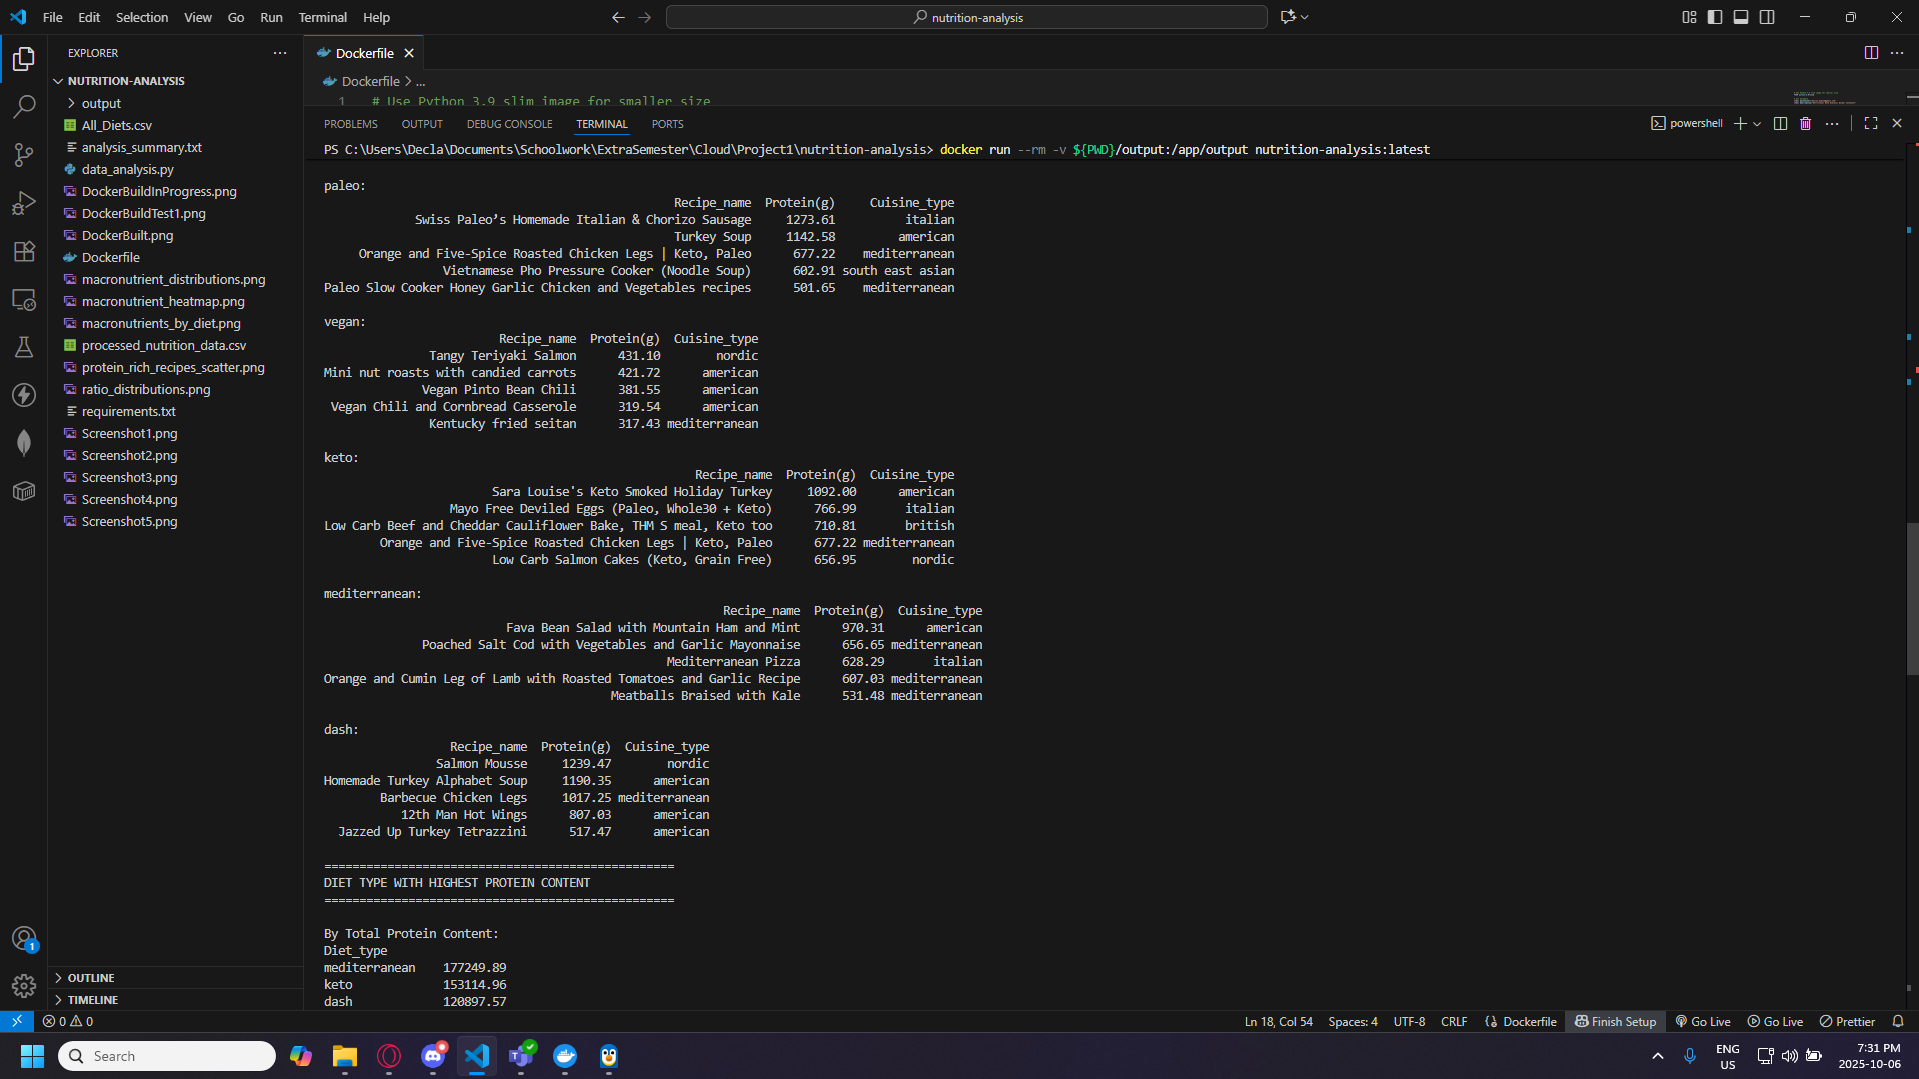 File Edit Selection View Go Run Terminal Help
nutrition-analysis
EXPLORER
NUTRITION-ANALYSIS
output
All_Diets.csv
analysis_summary.txt
data_analysis.py
DockerBuildInProgress.png
DockerBuildTest1.png
DockerBuilt.png
Dockerfile
macronutrient_distributions.png
macronutrient_heatmap.png
macronutrients_by_diet.png
processed_nutrition_data.csv
protein_rich_recipes_scatter.png
ratio_distributions.png
requirements.txt
Screenshot1.png
Screenshot2.png
Screenshot3.png
Screenshot4.png
Screenshot5.png
OUTLINE
TIMELINE
Dockerfile
Dockerfile > ...
1 # Use Python 3.9 slim image for smaller size
PROBLEMS OUTPUT DEBUG CONSOLE TERMINAL PORTS
powershell
PS C:\Users\Decla\Documents\Schoolwork\ExtraSemester\Cloud\Project1\nutrition-analysis> docker run --rm -v ${PWD}/output:/app/output nutrition-analysis:latest
paleo:
Recipe_name Protein(g) Cuisine_type
Swiss Paleo’s Homemade Italian & Chorizo Sausage 1273.61 italian
Turkey Soup 1142.58 american
Orange and Five-Spice Roasted Chicken Legs | Keto, Paleo 677.22 mediterranean
Vietnamese Pho Pressure Cooker (Noodle Soup) 602.91 south east asian
Paleo Slow Cooker Honey Garlic Chicken and Vegetables recipes 501.65 mediterranean
vegan:
Recipe_name Protein(g) Cuisine_type
Tangy Teriyaki Salmon 431.10 nordic
Mini nut roasts with candied carrots 421.72 american
Vegan Pinto Bean Chili 381.55 american
Vegan Chili and Cornbread Casserole 319.54 american
Kentucky fried seitan 317.43 mediterranean
keto:
Recipe_name Protein(g) Cuisine_type
Sara Louise's Keto Smoked Holiday Turkey 1092.00 american
Mayo Free Deviled Eggs (Paleo, Whole30 + Keto) 766.99 italian
Low Carb Beef and Cheddar Cauliflower Bake, THM S meal, Keto too 710.81 british
Orange and Five-Spice Roasted Chicken Legs | Keto, Paleo 677.22 mediterranean
Low Carb Salmon Cakes (Keto, Grain Free) 656.95 nordic
mediterranean:
Recipe_name Protein(g) Cuisine_type
Fava Bean Salad with Mountain Ham and Mint 970.31 american
Poached Salt Cod with Vegetables and Garlic Mayonnaise 656.65 mediterranean
Mediterranean Pizza 628.29 italian
Orange and Cumin Leg of Lamb with Roasted Tomatoes and Garlic Recipe 607.03 mediterranean
Meatballs Braised with Kale 531.48 mediterranean
dash:
Recipe_name Protein(g) Cuisine_type
Salmon Mousse 1239.47 nordic
Homemade Turkey Alphabet Soup 1190.35 american
Barbecue Chicken Legs 1017.25 mediterranean
12th Man Hot Wings 807.03 american
Jazzed Up Turkey Tetrazzini 517.47 american
==================================================
DIET TYPE WITH HIGHEST PROTEIN CONTENT
==================================================
By Total Protein Content:
Diet_type
mediterranean 177249.89
keto 153114.96
dash 120897.57
0 0
Ln 18, Col 54 Spaces: 4 UTF-8 CRLF Dockerfile Finish Setup Go Live Go Live Prettier
Search
1
ENG
US
7:31 PM
2025-10-06